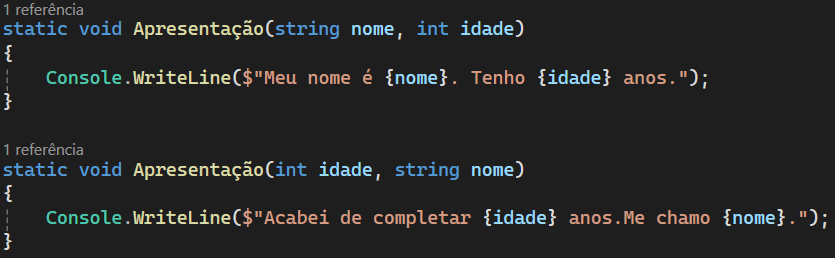 1 referência
static void Apresentação(string nome, int idade)
{
    Console.WriteLine($"Meu nome é {nome}. Tenho {idade} anos.");
}
1 referência
static void Apresentação(int idade, string nome)
{
    Console.WriteLine($"Acabei de completar {idade} anos.Me chamo {nome}.");
}